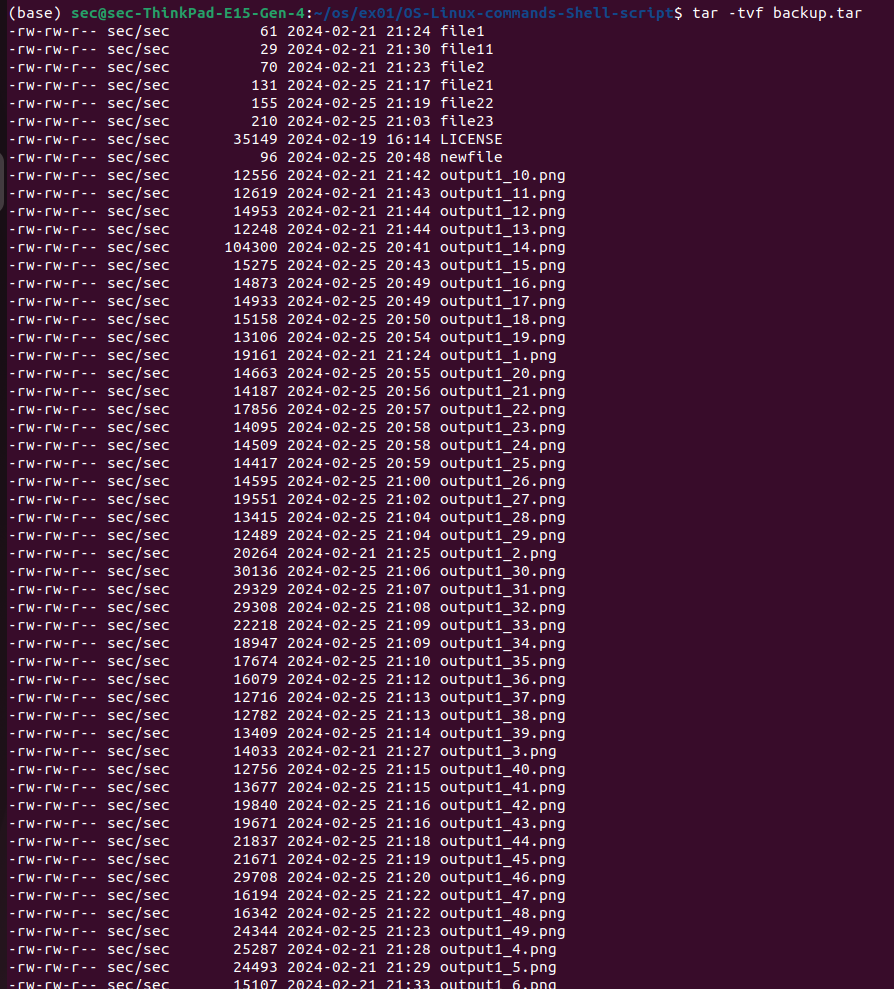 (base) sec@sec-ThinkPad-E15-Gen-4:~/os/ex01/OS-Linux-commands-Shell-script$ tar -tvf backup.tar
-rw-rw-r-- sec/sec          61 2024-02-21 21:24 file1
-rw-rw-r-- sec/sec          29 2024-02-21 21:30 file11
-rw-rw-r-- sec/sec          70 2024-02-21 21:23 file2
-rw-rw-r-- sec/sec         131 2024-02-25 21:17 file21
-rw-rw-r-- sec/sec         155 2024-02-25 21:19 file22
-rw-rw-r-- sec/sec         210 2024-02-25 21:03 file23
-rw-rw-r-- sec/sec       35149 2024-02-19 16:14 LICENSE
-rw-rw-r-- sec/sec          96 2024-02-25 20:48 newfile
-rw-rw-r-- sec/sec       12556 2024-02-21 21:42 output1_10.png
-rw-rw-r-- sec/sec       12619 2024-02-21 21:43 output1_11.png
-rw-rw-r-- sec/sec       14953 2024-02-21 21:44 output1_12.png
-rw-rw-r-- sec/sec       12248 2024-02-21 21:44 output1_13.png
-rw-rw-r-- sec/sec      104300 2024-02-25 20:41 output1_14.png
-rw-rw-r-- sec/sec       15275 2024-02-25 20:43 output1_15.png
-rw-rw-r-- sec/sec       14873 2024-02-25 20:49 output1_16.png
-rw-rw-r-- sec/sec       14933 2024-02-25 20:49 output1_17.png
-rw-rw-r-- sec/sec       15158 2024-02-25 20:50 output1_18.png
-rw-rw-r-- sec/sec       13106 2024-02-25 20:54 output1_19.png
-rw-rw-r-- sec/sec       19161 2024-02-21 21:24 output1_1.png
-rw-rw-r-- sec/sec       14663 2024-02-25 20:55 output1_20.png
-rw-rw-r-- sec/sec       14187 2024-02-25 20:56 output1_21.png
-rw-rw-r-- sec/sec       17856 2024-02-25 20:57 output1_22.png
-rw-rw-r-- sec/sec       14095 2024-02-25 20:58 output1_23.png
-rw-rw-r-- sec/sec       14509 2024-02-25 20:58 output1_24.png
-rw-rw-r-- sec/sec       14417 2024-02-25 20:59 output1_25.png
-rw-rw-r-- sec/sec       14595 2024-02-25 21:00 output1_26.png
-rw-rw-r-- sec/sec       19551 2024-02-25 21:02 output1_27.png
-rw-rw-r-- sec/sec       13415 2024-02-25 21:04 output1_28.png
-rw-rw-r-- sec/sec       12489 2024-02-25 21:04 output1_29.png
-rw-rw-r-- sec/sec       20264 2024-02-21 21:25 output1_2.png
-rw-rw-r-- sec/sec       30136 2024-02-25 21:06 output1_30.png
-rw-rw-r-- sec/sec       29329 2024-02-25 21:07 output1_31.png
-rw-rw-r-- sec/sec       29308 2024-02-25 21:08 output1_32.png
-rw-rw-r-- sec/sec       22218 2024-02-25 21:09 output1_33.png
-rw-rw-r-- sec/sec       18947 2024-02-25 21:09 output1_34.png
-rw-rw-r-- sec/sec       17674 2024-02-25 21:10 output1_35.png
-rw-rw-r-- sec/sec       16079 2024-02-25 21:12 output1_36.png
-rw-rw-r-- sec/sec       12716 2024-02-25 21:13 output1_37.png
-rw-rw-r-- sec/sec       12782 2024-02-25 21:13 output1_38.png
-rw-rw-r-- sec/sec       13409 2024-02-25 21:14 output1_39.png
-rw-rw-r-- sec/sec       14033 2024-02-21 21:27 output1_3.png
-rw-rw-r-- sec/sec       12756 2024-02-25 21:15 output1_40.png
-rw-rw-r-- sec/sec       13677 2024-02-25 21:15 output1_41.png
-rw-rw-r-- sec/sec       19840 2024-02-25 21:16 output1_42.png
-rw-rw-r-- sec/sec       19671 2024-02-25 21:16 output1_43.png
-rw-rw-r-- sec/sec       21837 2024-02-25 21:18 output1_44.png
-rw-rw-r-- sec/sec       21671 2024-02-25 21:19 output1_45.png
-rw-rw-r-- sec/sec       29708 2024-02-25 21:20 output1_46.png
-rw-rw-r-- sec/sec       16194 2024-02-25 21:22 output1_47.png
-rw-rw-r-- sec/sec       16342 2024-02-25 21:22 output1_48.png
-rw-rw-r-- sec/sec       24344 2024-02-25 21:23 output1_49.png
-rw-rw-r-- sec/sec       25287 2024-02-21 21:28 output1_4.png
-rw-rw-r-- sec/sec       24493 2024-02-21 21:29 output1_5.png
-rw-rw-r-- sec/sec       15107 2024-02-21 21:33 output1_6.png